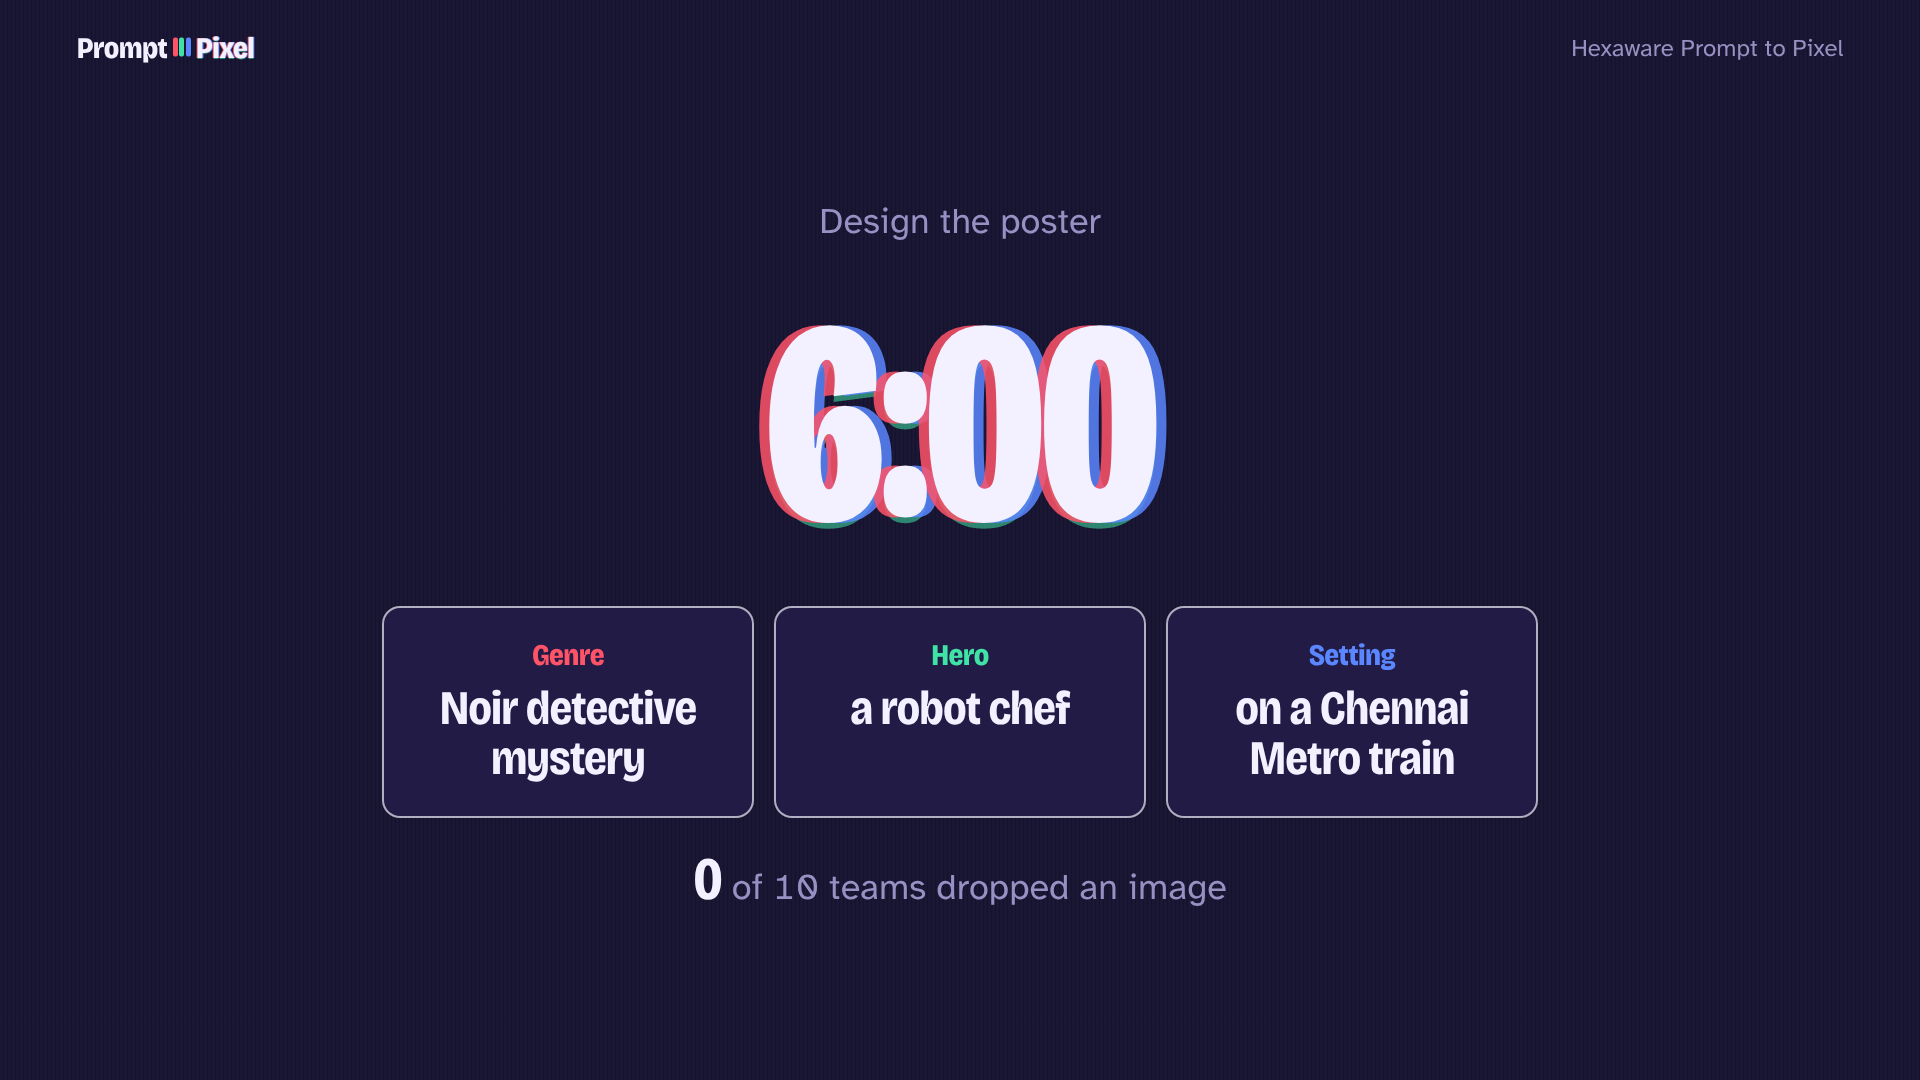 Prompt Pixel
Hexaware Prompt to Pixel
Design the poster
6:00
Genre
Noir detective
mystery
Hero
a robot chef
Setting
on a Chennai
Metro train
0 of 10 teams dropped an image